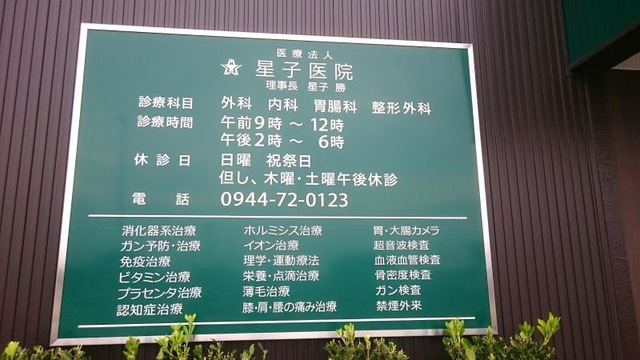 医療法人
星子医院
理事長 星子 勝
診療科目 外科 内科 胃腸科 整形外科
診療時間 午前9時～12時
午後2時～6時
休診日 日曜 祝祭日
但し、木曜・土曜午後休診
電話 0944-72-0123
消化器系治療 ホルミシス治療 胃・大腸カメラ
ガン予防・治療 イオン治療 超音波検査
免疫治療 理学・運動療法 血液血管検査
ビタミン治療 栄養・点滴治療 骨密度検査
プラセンタ治療 薄毛治療 ガン検査
認知症治療 膝・肩・腰の痛み治療 禁煙外来